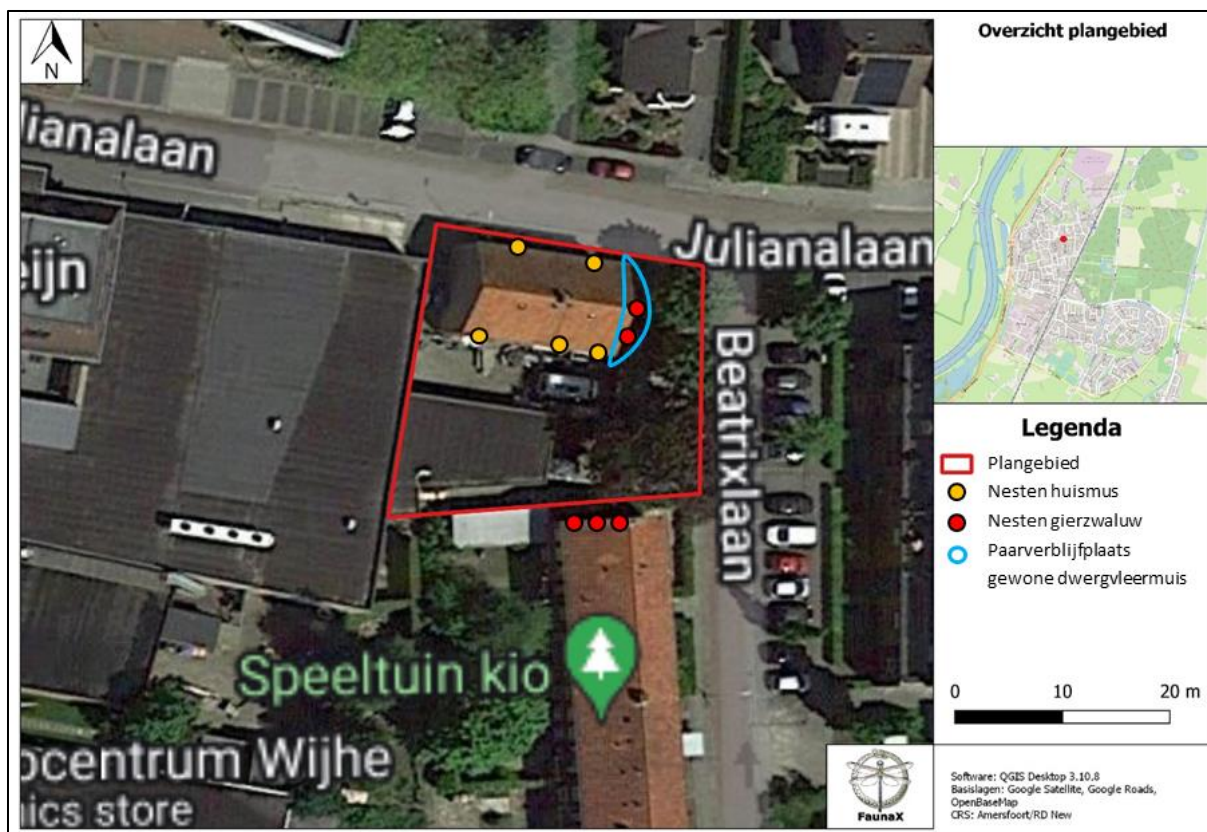 N
lianalaan
eijn
Julianalaan
Beatrixlaan
Speeltuin kio
ocentrum Wijhe
nics store
Overzicht plangebied
Legenda
Plangebied
Nesten huismus
Nesten gierzwaluw
Paarverblijfplaats
gewone dwergvleermuis
0 10 20 m
FaunaX
Software: QGIS Desktop 3.10.8
Basislagen: Google Satellite, Google Roads,
OpenBaseMap
CRS: Amersfoort/RD New